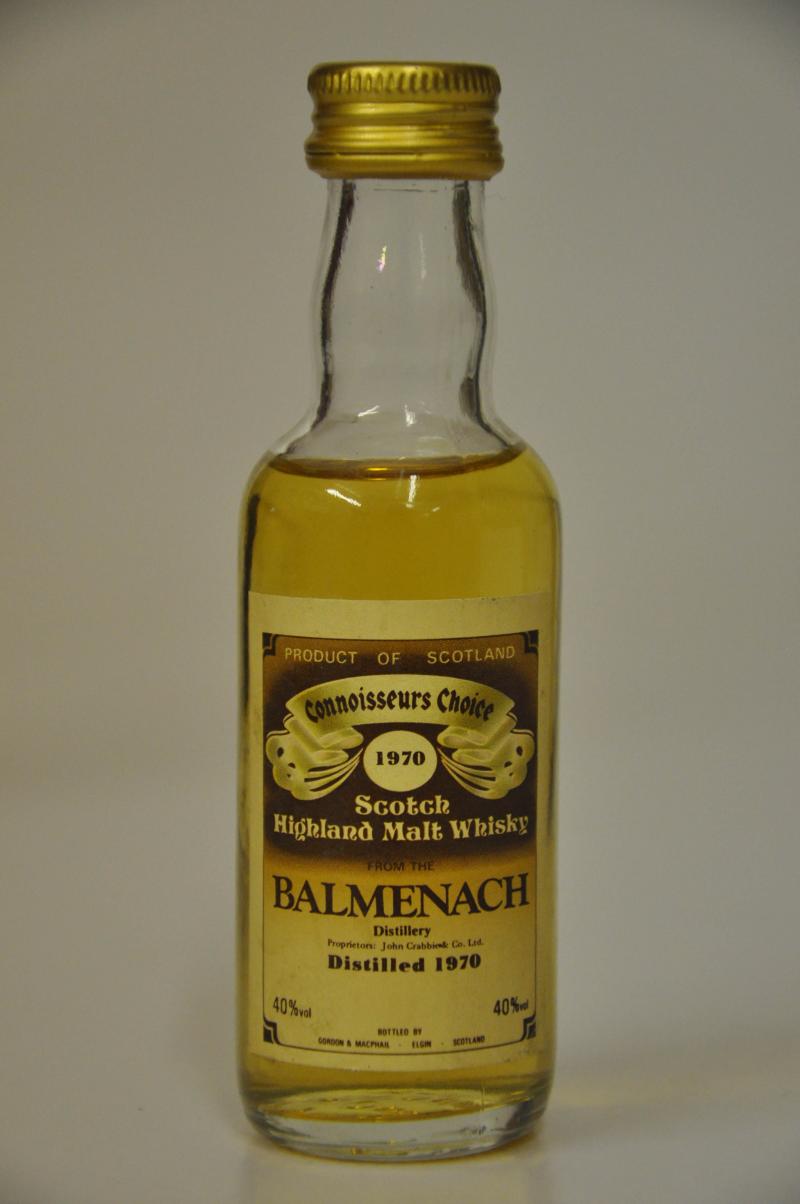 PRODUCT OF SCOTLAND
Connoisseurs Choice
1970
Scotch
Highland Malt Whisky
FROM THE
BALMENACH
Distillery
Proprietors: John Crabbie & Co. Ltd.
Distilled 1970
40%vol 40%vol
BOTTLED BY
GORDON & MACPHAIL · ELGIN · SCOTLAND